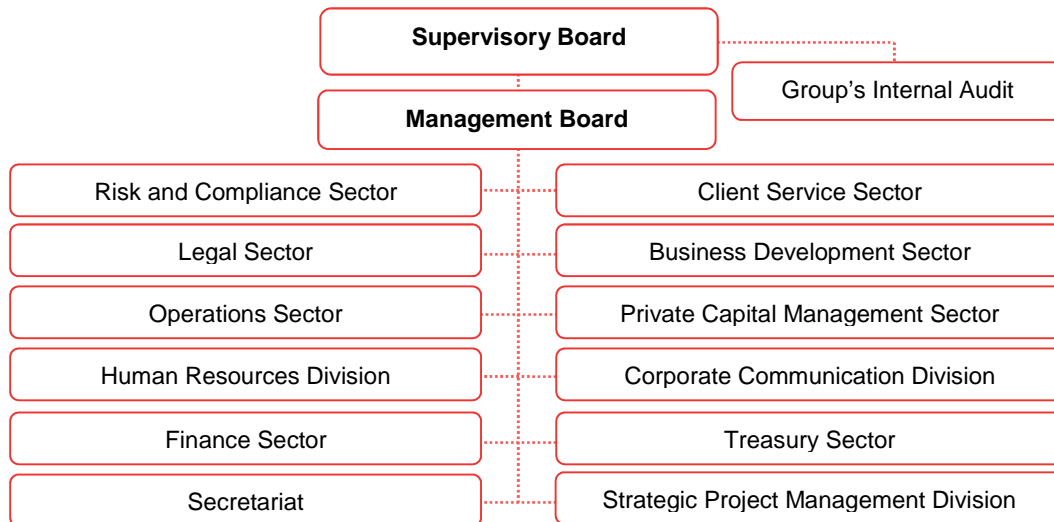 Supervisory Board
Group's Internal Audit
Management Board
Risk and Compliance Sector
Client Service Sector
Legal Sector
Business Development Sector
Operations Sector
Private Capital Management Sector
Human Resources Division
Corporate Communication Division
Finance Sector
Treasury Sector
Secretariat
Strategic Project Management Division